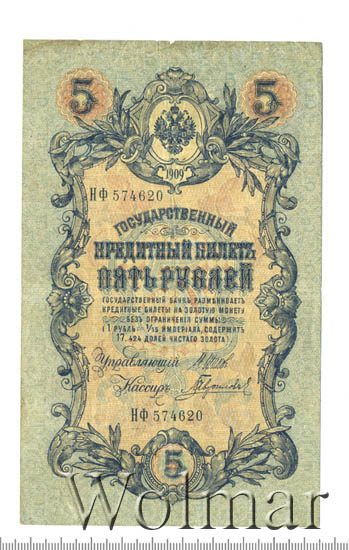 5 5
1909
НФ 574620
ГОСУДАРСТВЕННЫЙ
КРЕДИТНЫЙ БИЛЕТЪ
ПЯТЬ РУБЛЕЙ
ГОСУДАРСТВЕННЫЙ БАНКЪ РАЗМѢНИВАЕТЪ
КРЕДИТНЫЕ БИЛЕТЫ НА ЗОЛОТУЮ МОНЕТУ
БЕЗЪ ОГРАНИЧЕНІЯ СУММЫ
(1 РУБЛЬ = 1/15 ИМПЕРІАЛА, СОДЕРЖИТЪ
17,424 ДОЛЕЙ ЧИСТАГО ЗОЛОТА).
Управляющій
Кассиръ
НФ 574620
5
Wolmar